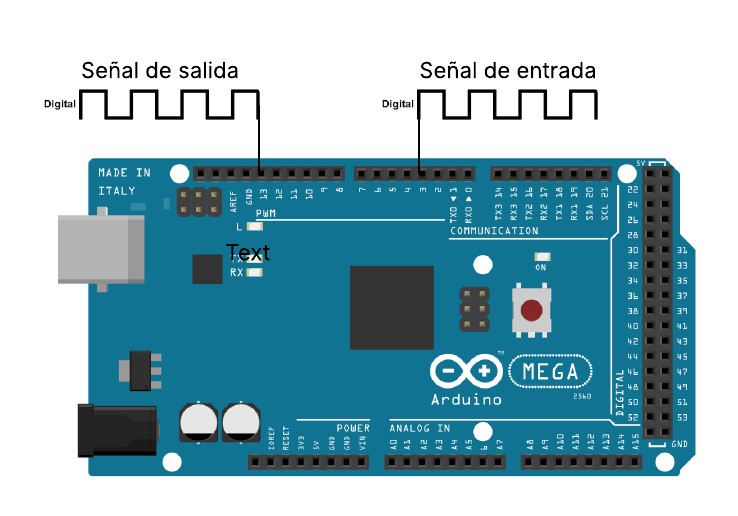 Señal de salida
Señal de entrada
Digital
Digital
MADE IN
ITALY
5V
AREF
GND
13
12
11
10
9
8
7
6
5
4
3
2
TX0 ◄ 1
RX0 ► 0
TX3 14
RX3 15
TX2 16
RX2 17
TX1 18
RX1 19
SDA 20
SCL 21
PWM
COMMUNICATION
L
Text
TX
RX
ON
22
24
26
28
30
32
34
36
38
40
42
44
46
48
50
52
31
33
35
37
39
41
43
45
47
49
51
53
GND
DIGITAL
MEGA
2560
TM
Arduino
POWER
ANALOG IN
IOREF
RESET
3V3
5V
GND
GND
VIN
A0
A1
A2
A3
A4
A5
6
A7
A8
A9
A10
A11
A12
A13
A14
A15